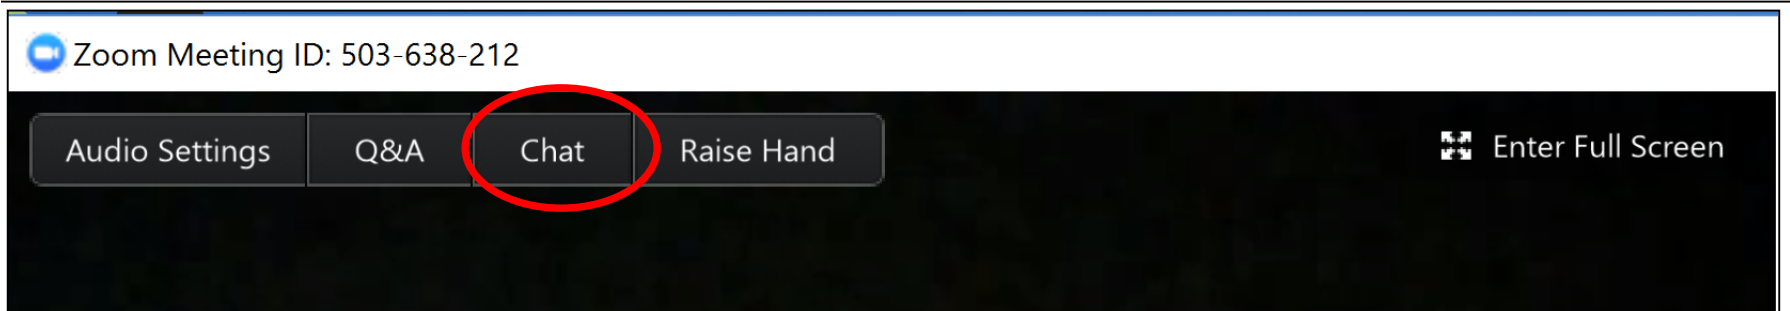 Zoom Meeting ID: 503-638-212
Audio Settings Q&A Chat Raise Hand Enter Full Screen